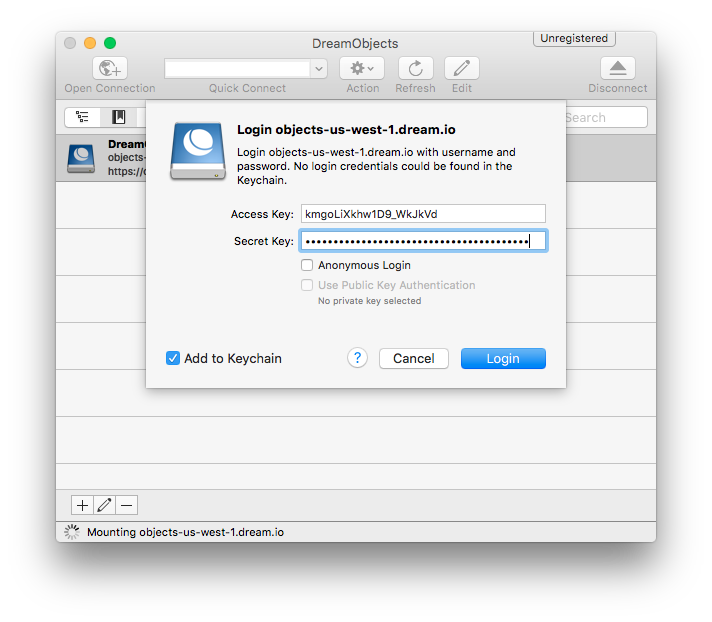 DreamObjects
Unregistered
Open Connection
Quick Connect
Action
Refresh
Edit
Disconnect
Search
Login objects-us-west-1.dream.io
Login objects-us-west-1.dream.io with username and
password. No login credentials could be found in the
Keychain.
Access Key: kmgoLiXkhw1D9_WkJkVd
Secret Key: ••••••••••••••••••••••••••••••••••••••••
Anonymous Login
Use Public Key Authentication
No private key selected
Add to Keychain
?
Cancel
Login
objects-
Mounting objects-us-west-1.dream.io